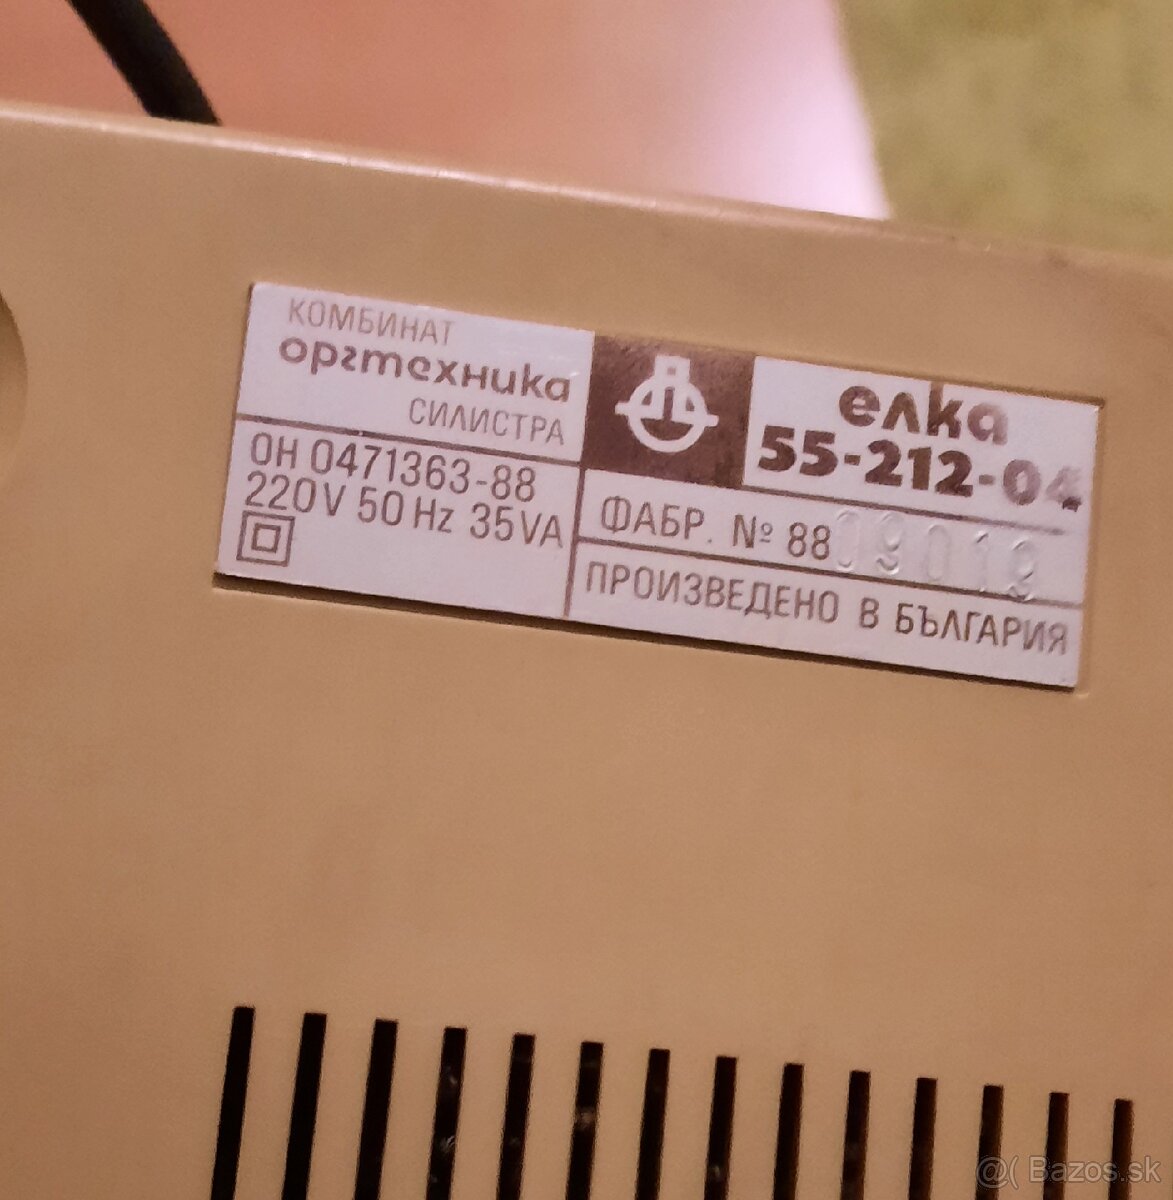 КОМБИНАТ
оргтехника
СИЛИСТРА
ОН 0471363-88
220V 50 Hz 35VA
елка
55-212-04
ФАБР. № 88 09019
ПРОИЗВЕДЕНО В БЪЛГАРИЯ
@( Bazos.sk